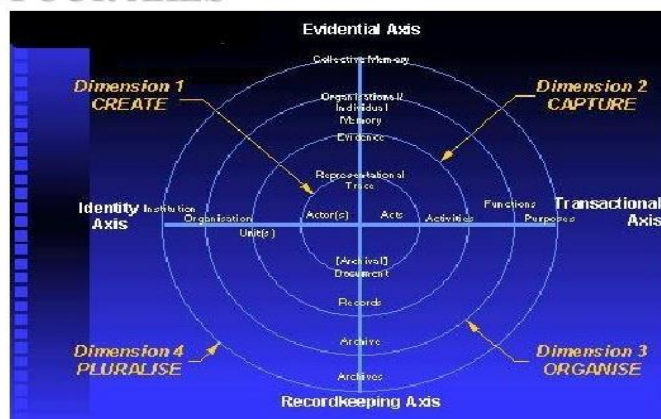 Evidential Axis
Collective Memory
Dimension 1
CREATE
Dimension 2
CAPTURE
Organisational/
Individual
Memory
Evidence
Representational
Trace
Identity
Axis
Institution
Organisation
Unit(s)
Actor(s)
Acts
Activities
Functions
Purposes
Transactional
Axis
[Archival]
Document
Records
Archive
Archives
Dimension 4
PLURALISE
Dimension 3
ORGANISE
Recordkeeping Axis